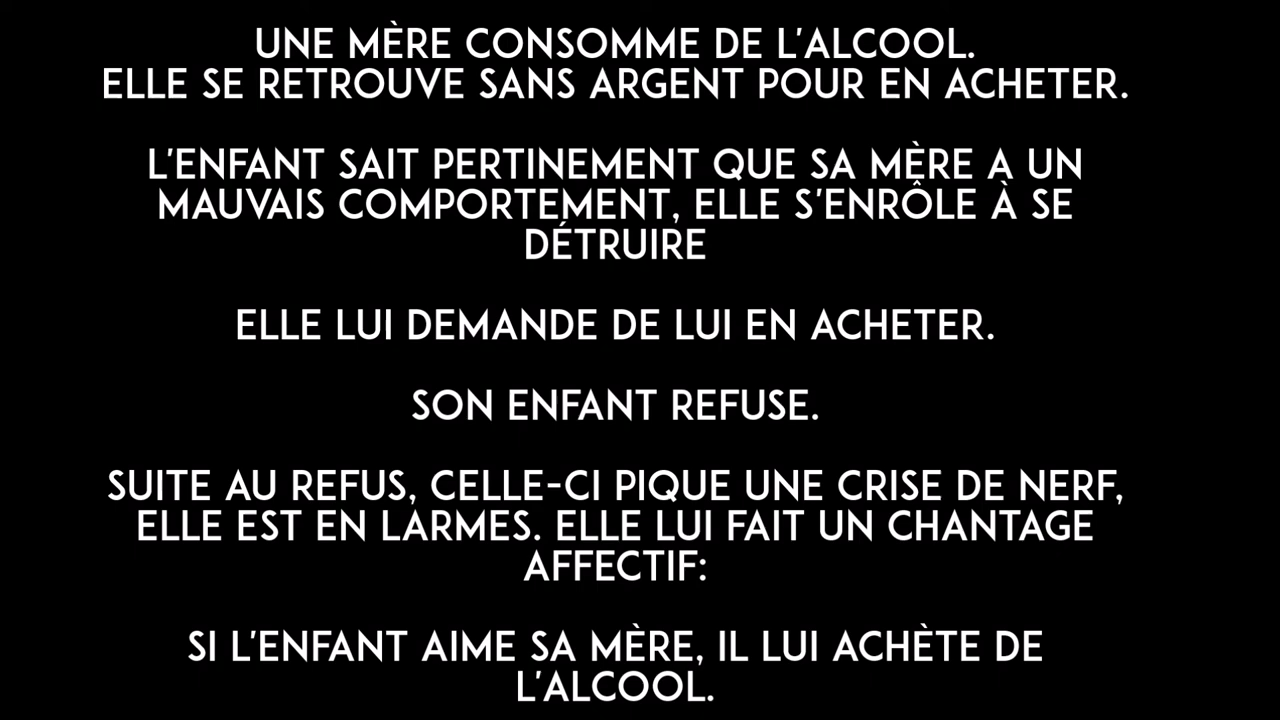 UNE MÈRE CONSOMME DE L'ALCOOL.
ELLE SE RETROUVE SANS ARGENT POUR EN ACHETER.
L'ENFANT SAIT PERTINEMENT QUE SA MÈRE A UN
MAUVAIS COMPORTEMENT, ELLE S'ENRÔLE À SE
DÉTRUIRE
ELLE LUI DEMANDE DE LUI EN ACHETER.
SON ENFANT REFUSE.
SUITE AU REFUS, CELLE-CI PIQUE UNE CRISE DE NERF,
ELLE EST EN LARMES. ELLE LUI FAIT UN CHANTAGE
AFFECTIF:
SI L'ENFANT AIME SA MÈRE, IL LUI ACHÈTE DE
L'ALCOOL.